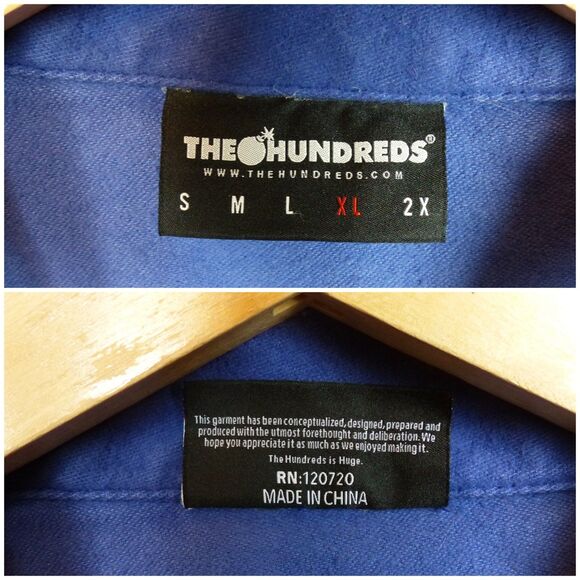 THE HUNDREDS®
WWW.THEHUNDREDS.COM
S M L XL 2X
This garment has been conceptualized, designed, prepared and
produced with the utmost forethought and deliberation. We
hope you appreciate it as much as we enjoyed making it.
The Hundreds is Huge.
RN:120720
MADE IN CHINA